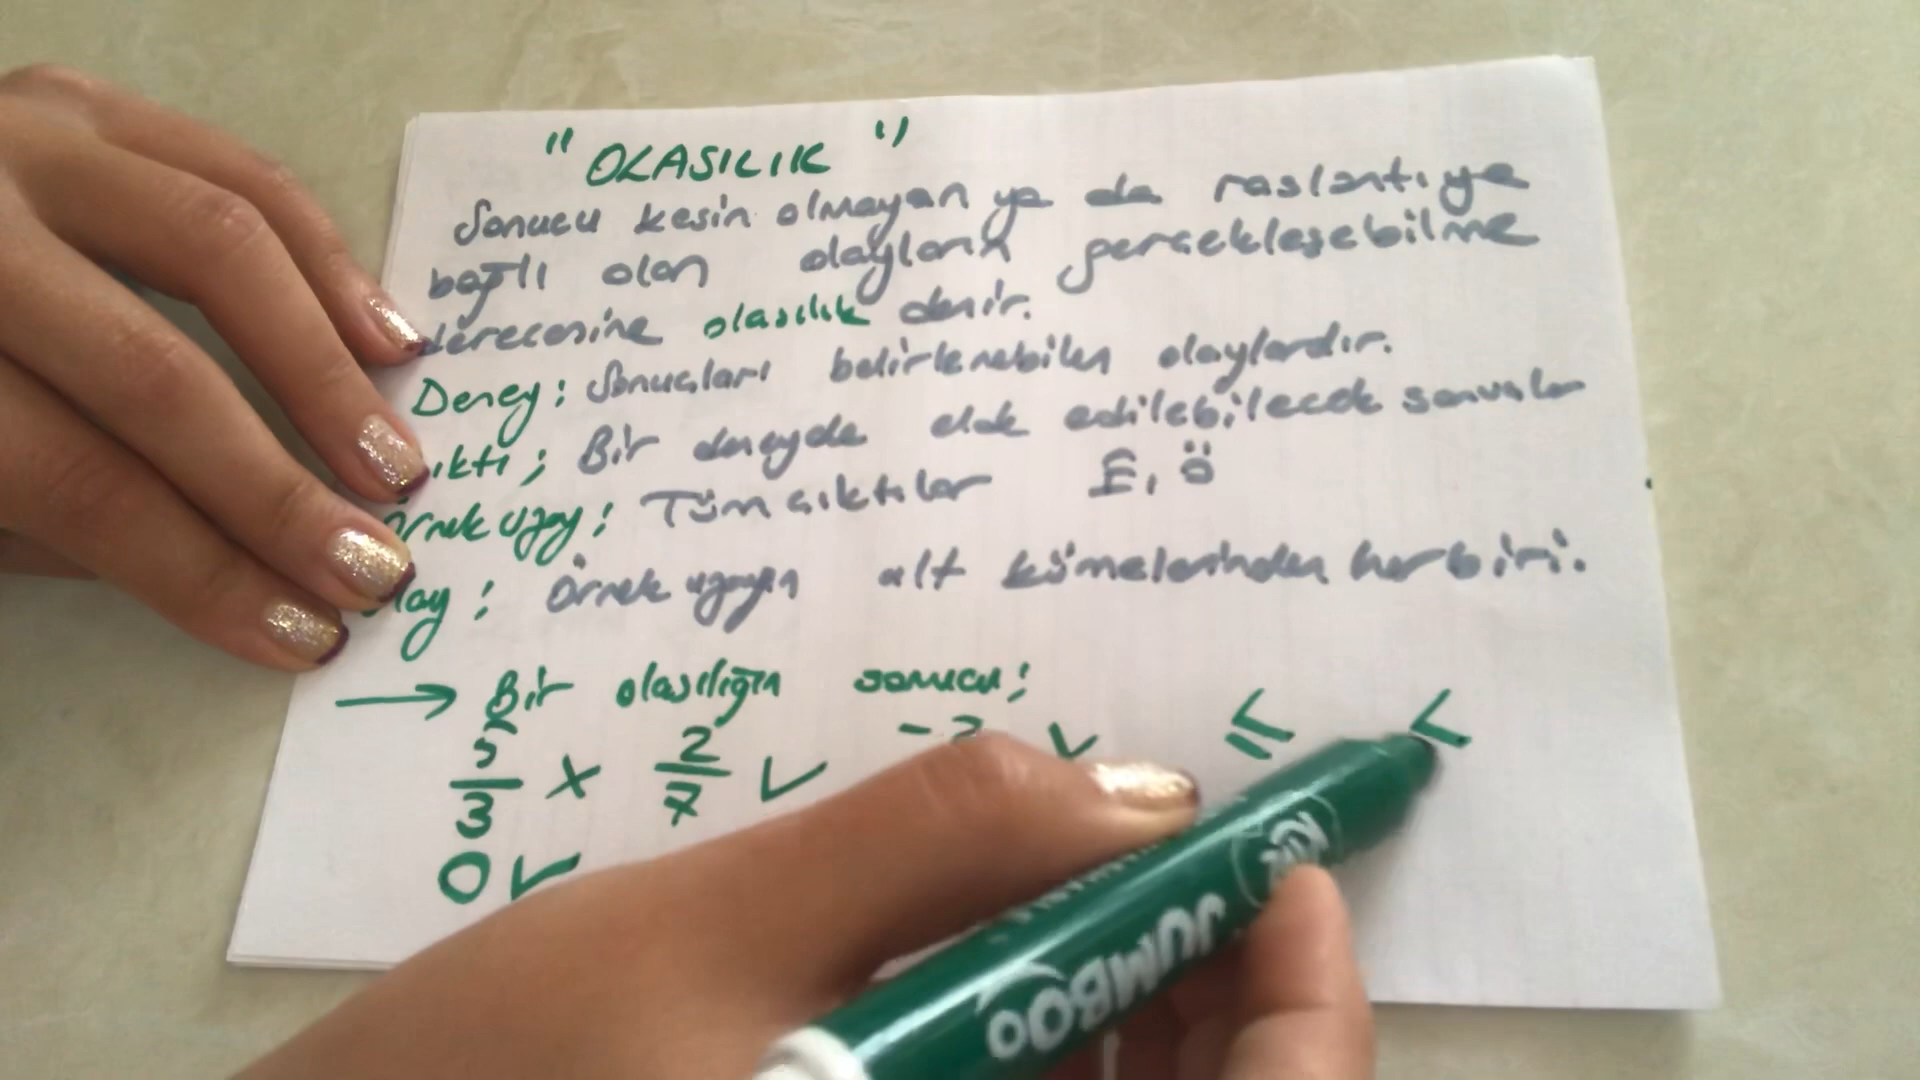 " OLASILIK "
Sonucu kesin olmayan ya da raslantıya
bağlı olan olayların gerçekleşebilme
derecesine olasılık denir.
Deney: Sonuçları belirlenebilen olaylardır.
ıktı; Bir deneyde elde edilebilecek sonuçlar
örnek uzay: Tüm çıktılar E, ö
lay: Örnek uzayın alt kümelerinden her biri.
→ Bir olasılığın sonucu;
5/3 x 2/7 ✓ ✓ ≤ <
0 ✓
JUMBO